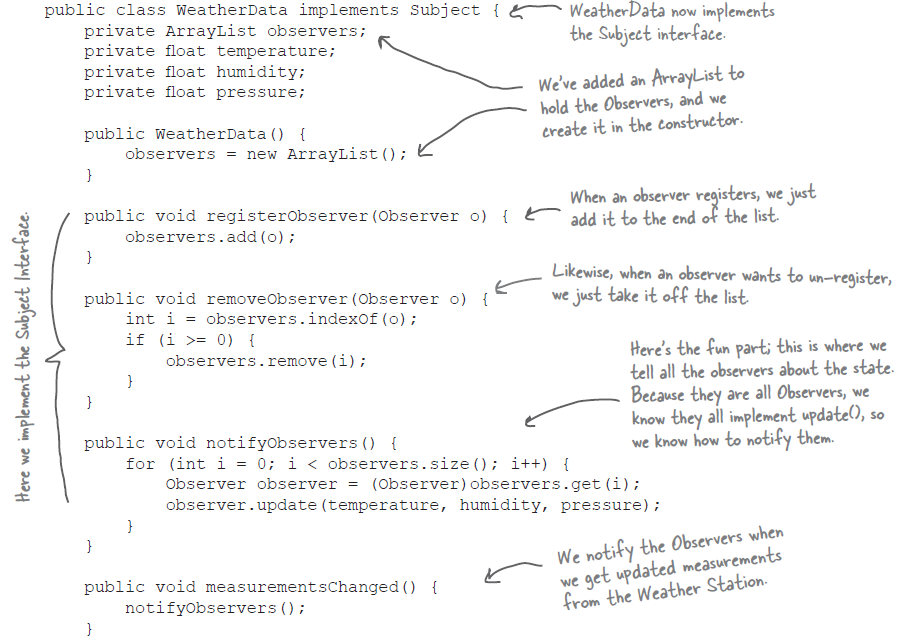 public class WeatherData implements Subject {
WeatherData now implements
the Subject interface.
private ArrayList observers;
private float temperature;
private float humidity;
private float pressure;
We've added an ArrayList to
hold the Observers, and we
create it in the constructor.
public WeatherData() {
observers = new ArrayList();
}
Here we implement the Subject Interface.
public void registerObserver(Observer o) {
observers.add(o);
}
When an observer registers, we just
add it to the end of the list.
public void removeObserver(Observer o) {
int i = observers.indexOf(o);
if (i >= 0) {
observers.remove(i);
}
}
Likewise, when an observer wants to un-register,
we just take it off the list.
Here's the fun part; this is where we
tell all the observers about the state.
Because they are all Observers, we
know they all implement update(), so
we know how to notify them.
public void notifyObservers() {
for (int i = 0; i < observers.size(); i++) {
Observer observer = (Observer)observers.get(i);
observer.update(temperature, humidity, pressure);
}
}
We notify the Observers when
we get updated measurements
from the Weather Station.
public void measurementsChanged() {
notifyObservers();
}